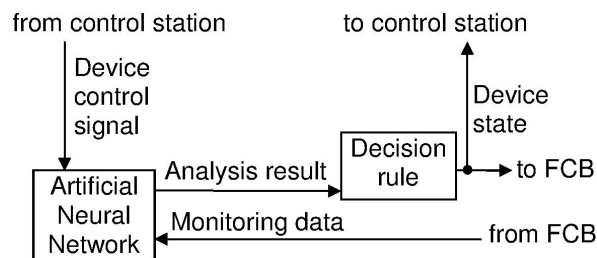 from control station
to control station
Device
control
signal
Device
state
Analysis result
Decision
rule
to FCB
Artificial
Neural
Network
Monitoring data
from FCB